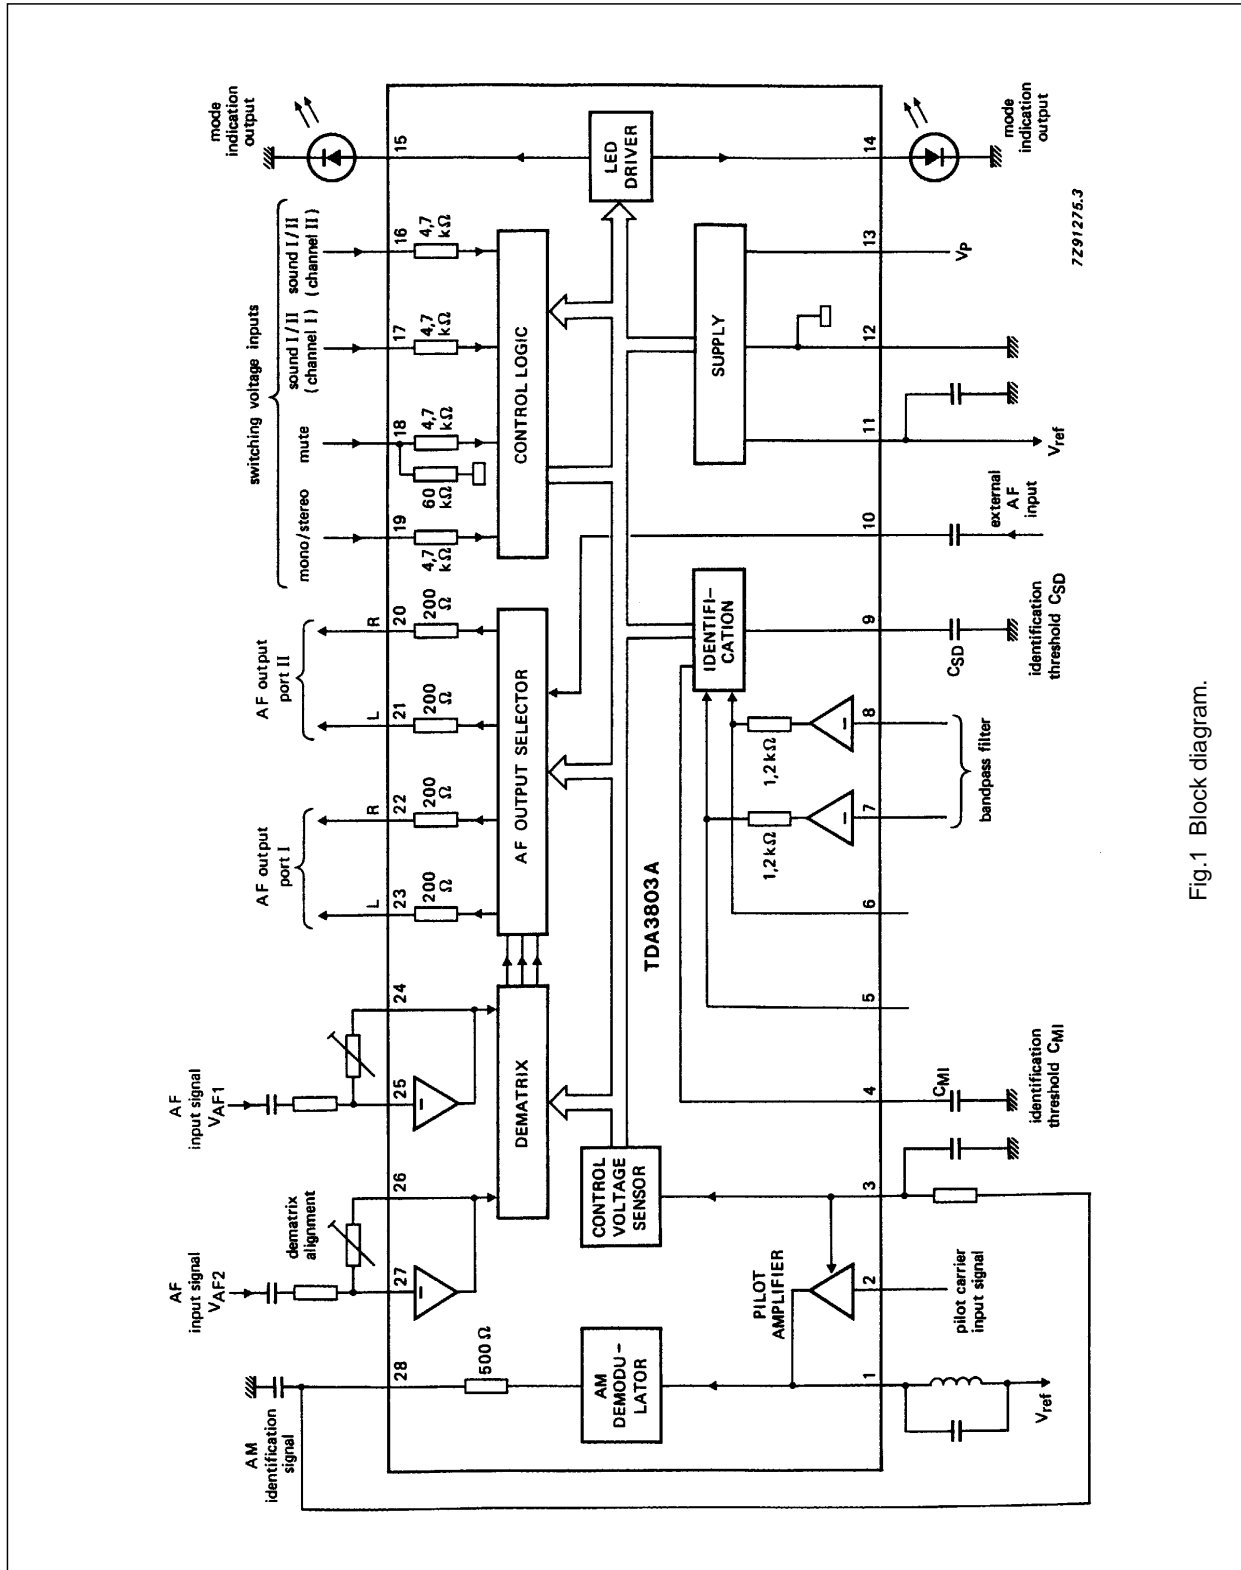 mode
indication
output
switching voltage inputs
sound I/II
(channel II)
sound I/II
(channel I)
mute
mono/stereo
AF output
port II
R
L
AF output
port I
R
L
AF
input signal
VAF1
AF
input signal
VAF2
dematrix
alignment
AM
identification
signal
15
16
17
18
19
20
21
22
23
24
25
26
27
28
4,7
kΩ
4,7
kΩ
4,7
kΩ
60
kΩ
4,7
kΩ
200
Ω
200
Ω
200
Ω
200
Ω
500 Ω
LED
DRIVER
CONTROL LOGIC
AF OUTPUT SELECTOR
DEMATRIX
CONTROL
VOLTAGE
SENSOR
AM
DEMODU-
LATOR
SUPPLY
IDENTIFI-
CATION
TDA3803A
PILOT
AMPLIFIER
1,2 kΩ
1,2 kΩ
14
13
12
11
10
9
8
7
6
5
4
3
2
1
mode
indication
output
VP
Vref
external
AF
input
CSD
identification
threshold CSD
bandpass filter
CMI
identification
threshold CMI
pilot carrier
input signal
Vref
7Z91275.3
Fig.1 Block diagram.